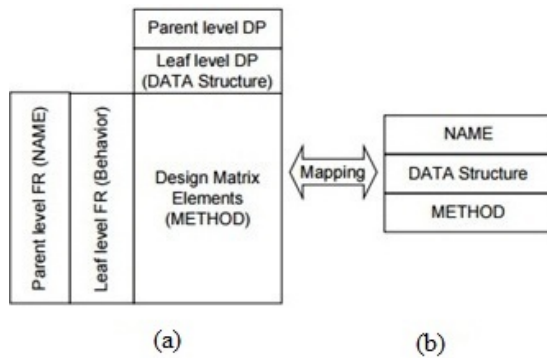 Parent level DP
Leaf level DP
(DATA Structure)
Parent level FR (NAME)
Leaf level FR (Behavior)
Design Matrix
Elements
(METHOD)
Mapping
NAME
DATA Structure
METHOD
(a)
(b)